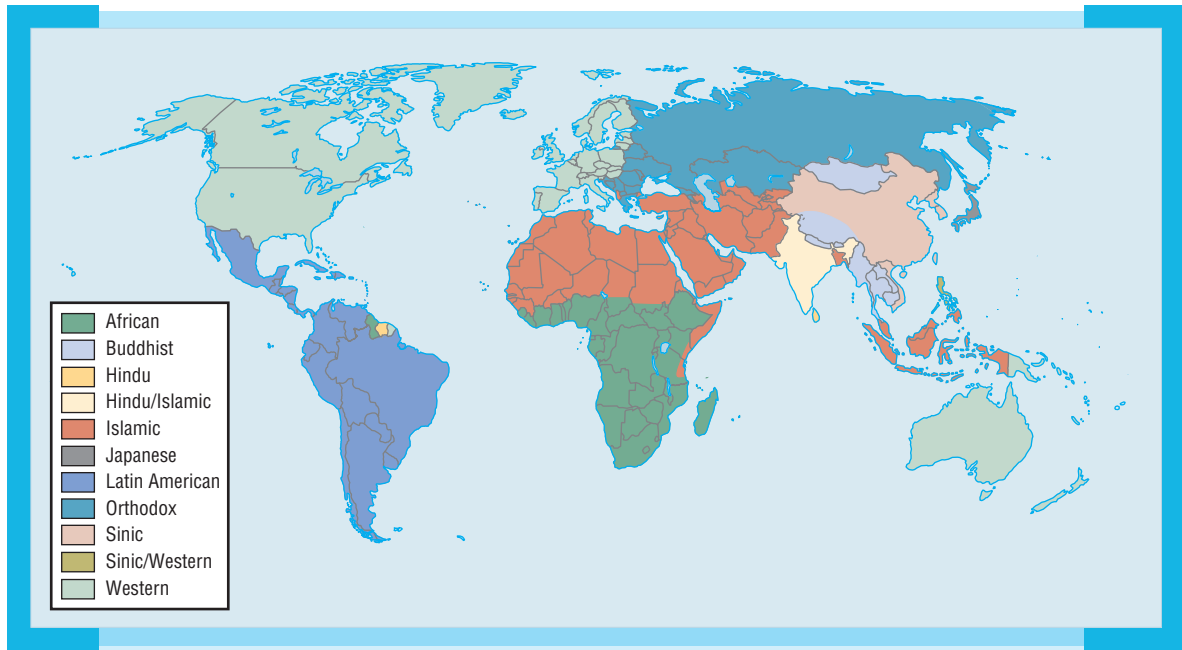 African
Buddhist
Hindu
Hindu/Islamic
Islamic
Japanese
Latin American
Orthodox
Sinic
Sinic/Western
Western